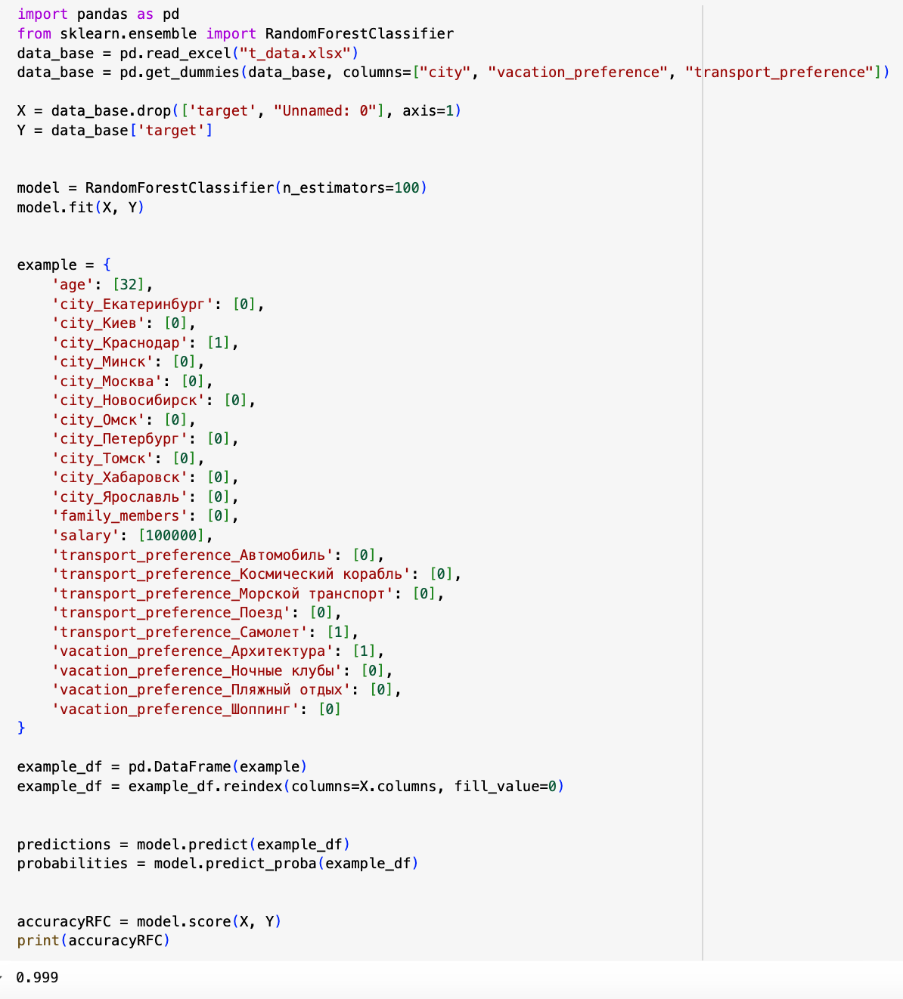 import pandas as pd
from sklearn.ensemble import RandomForestClassifier
data_base = pd.read_excel("t_data.xlsx")
data_base = pd.get_dummies(data_base, columns=["city", "vacation_preference", "transport_preference"])
X = data_base.drop(['target', "Unnamed: 0"], axis=1)
Y = data_base['target']
model = RandomForestClassifier(n_estimators=100)
model.fit(X, Y)
example = {
    'age': [32],
    'city_Екатеринбург': [0],
    'city_Киев': [0],
    'city_Краснодар': [1],
    'city_Минск': [0],
    'city_Москва': [0],
    'city_Новосибирск': [0],
    'city_Омск': [0],
    'city_Петербург': [0],
    'city_Томск': [0],
    'city_Хабаровск': [0],
    'city_Ярославль': [0],
    'family_members': [0],
    'salary': [100000],
    'transport_preference_Автомобиль': [0],
    'transport_preference_Космический корабль': [0],
    'transport_preference_Морской транспорт': [0],
    'transport_preference_Поезд': [0],
    'transport_preference_Самолет': [1],
    'vacation_preference_Архитектура': [1],
    'vacation_preference_Ночные клубы': [0],
    'vacation_preference_Пляжный отдых': [0],
    'vacation_preference_Шоппинг': [0]
}
example_df = pd.DataFrame(example)
example_df = example_df.reindex(columns=X.columns, fill_value=0)
predictions = model.predict(example_df)
probabilities = model.predict_proba(example_df)
accuracyRFC = model.score(X, Y)
print(accuracyRFC)
0.999